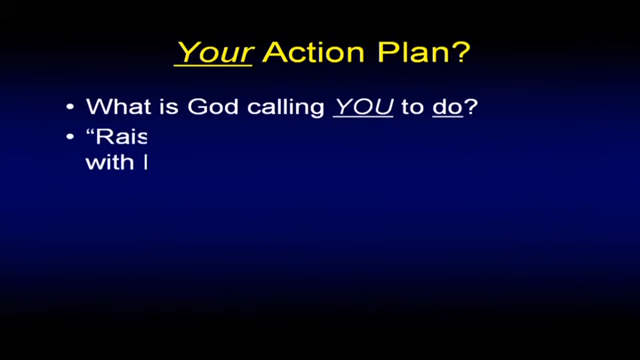 Your Action Plan?
• What is God calling YOU to do?
• “Rais
with